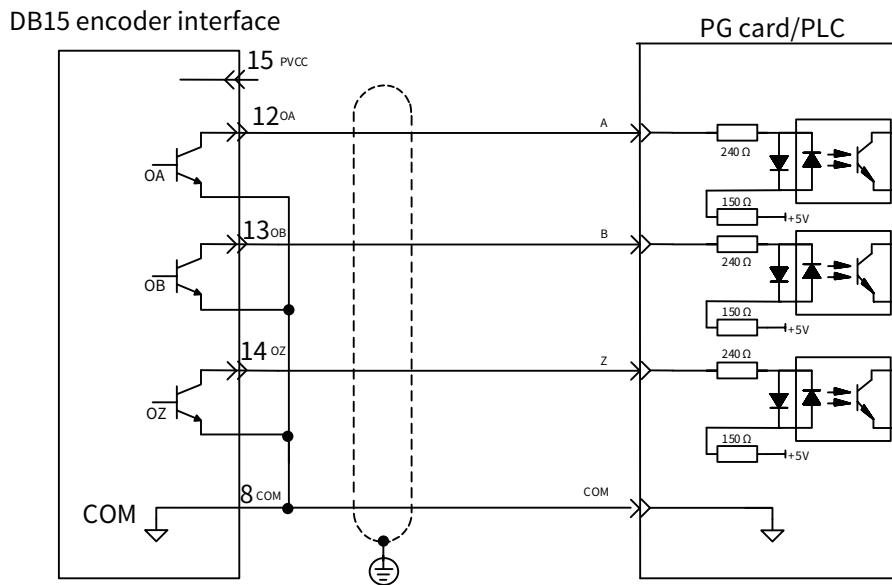 DB15 encoder interface
PG card/PLC
15 PVCC
12 OA
A
240 Ω
OA
150 Ω
+5V
13 OB
B
240 Ω
OB
150 Ω
+5V
14 OZ
Z
240 Ω
OZ
150 Ω
+5V
8 COM
COM
COM